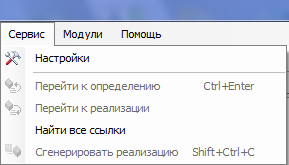 Сервис Модули Помощь
Настройки
Перейти к определению Ctrl+Enter
Перейти к реализации
Найти все ссылки
Сгенерировать реализацию Shift+Ctrl+C